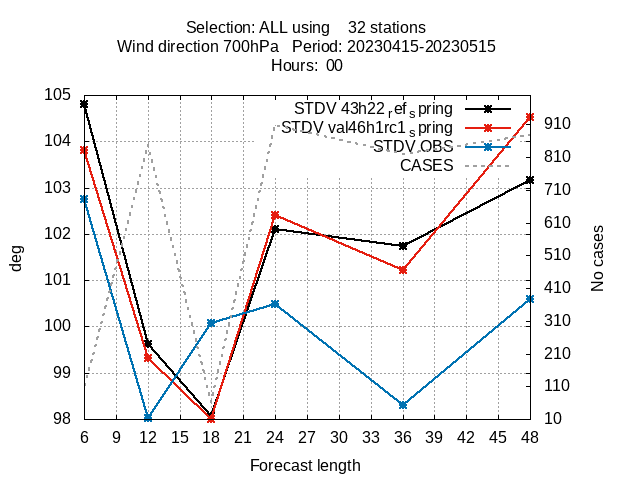 Selection: ALL using    32 stations
Wind direction 700hPa   Period: 20230415-20230515
Hours:  00
STDV 43h22_ref_spring
STDV val46h1rc1_spring
STDV OBS
CASES
105
104
103
102
101
100
99
98
deg
910
810
710
610
510
410
310
210
110
10
No cases
6 9 12 15 18 21 24 27 30 33 36 39 42 45 48
Forecast length